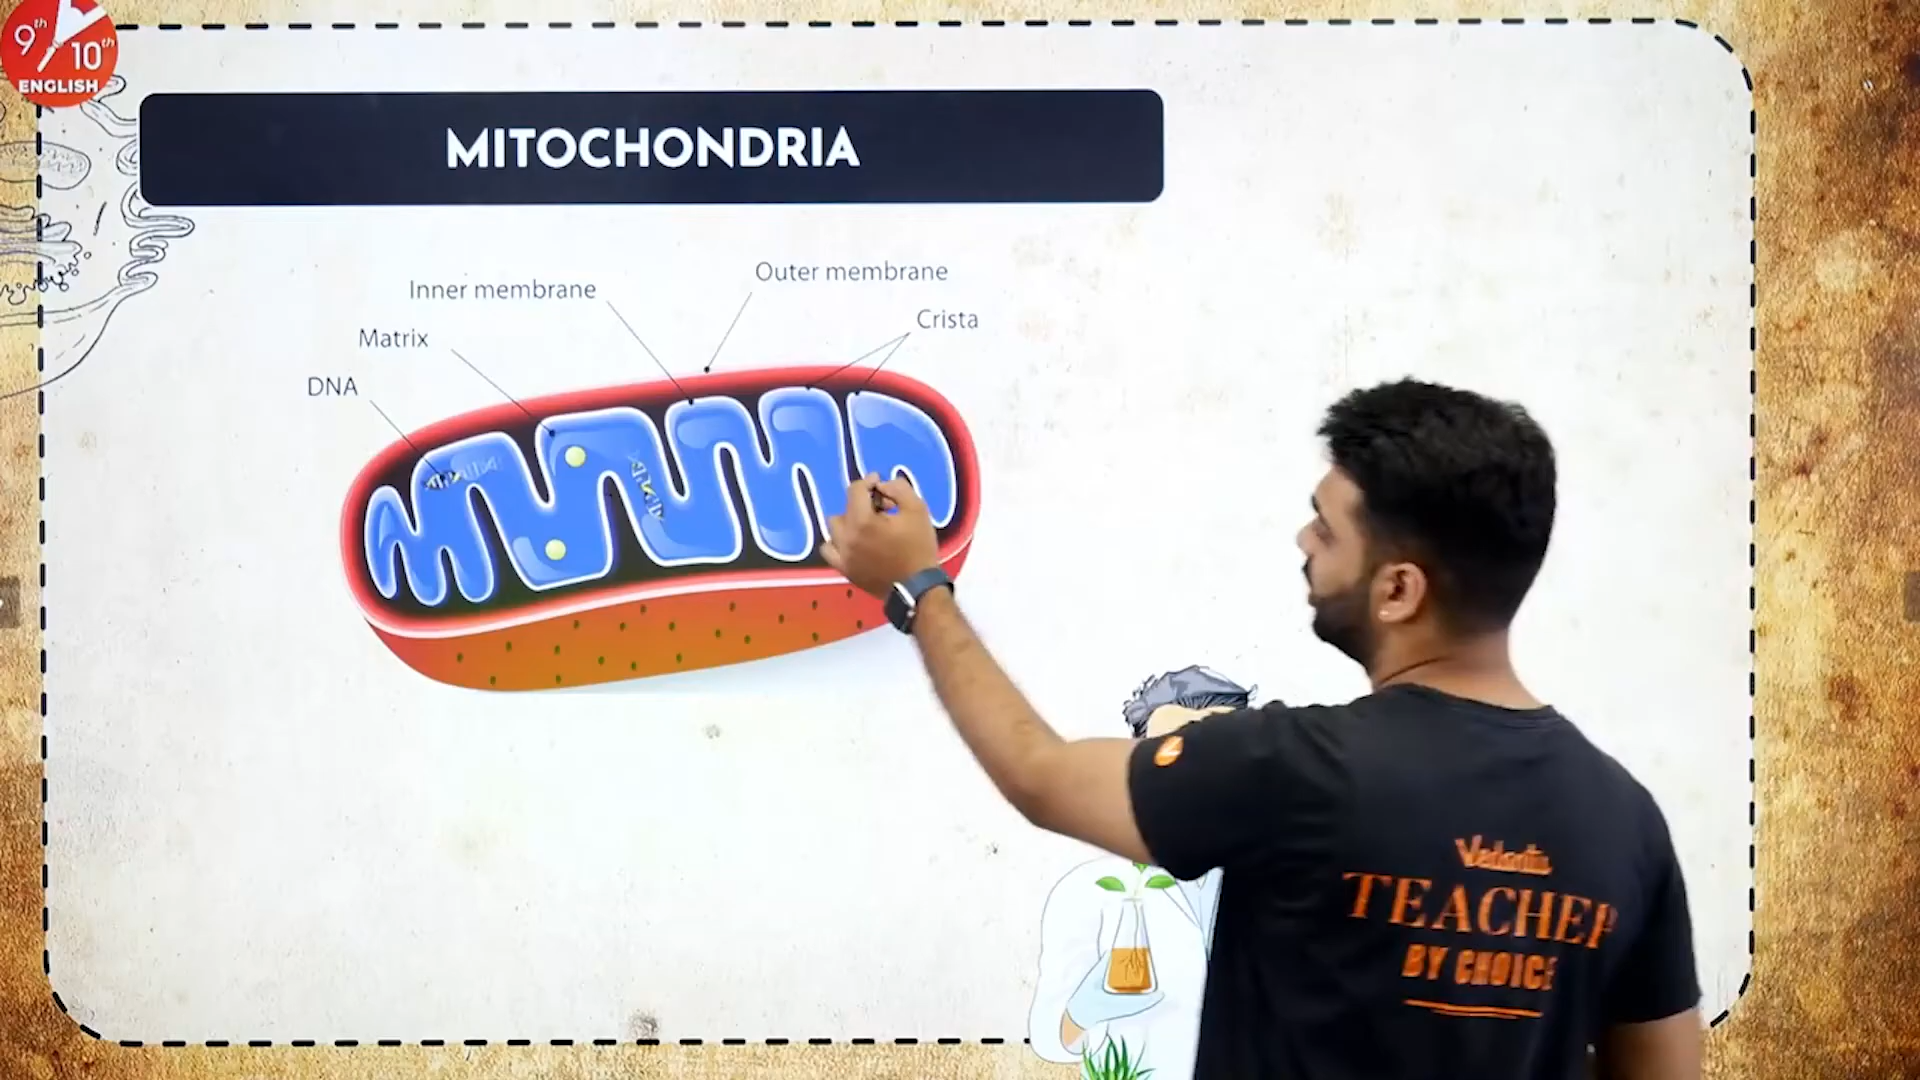 9th
10th
ENGLISH
MITOCHONDRIA
Outer membrane
Inner membrane
Crista
Matrix
DNA
Vedantu
TEACHER
BY CHOICE